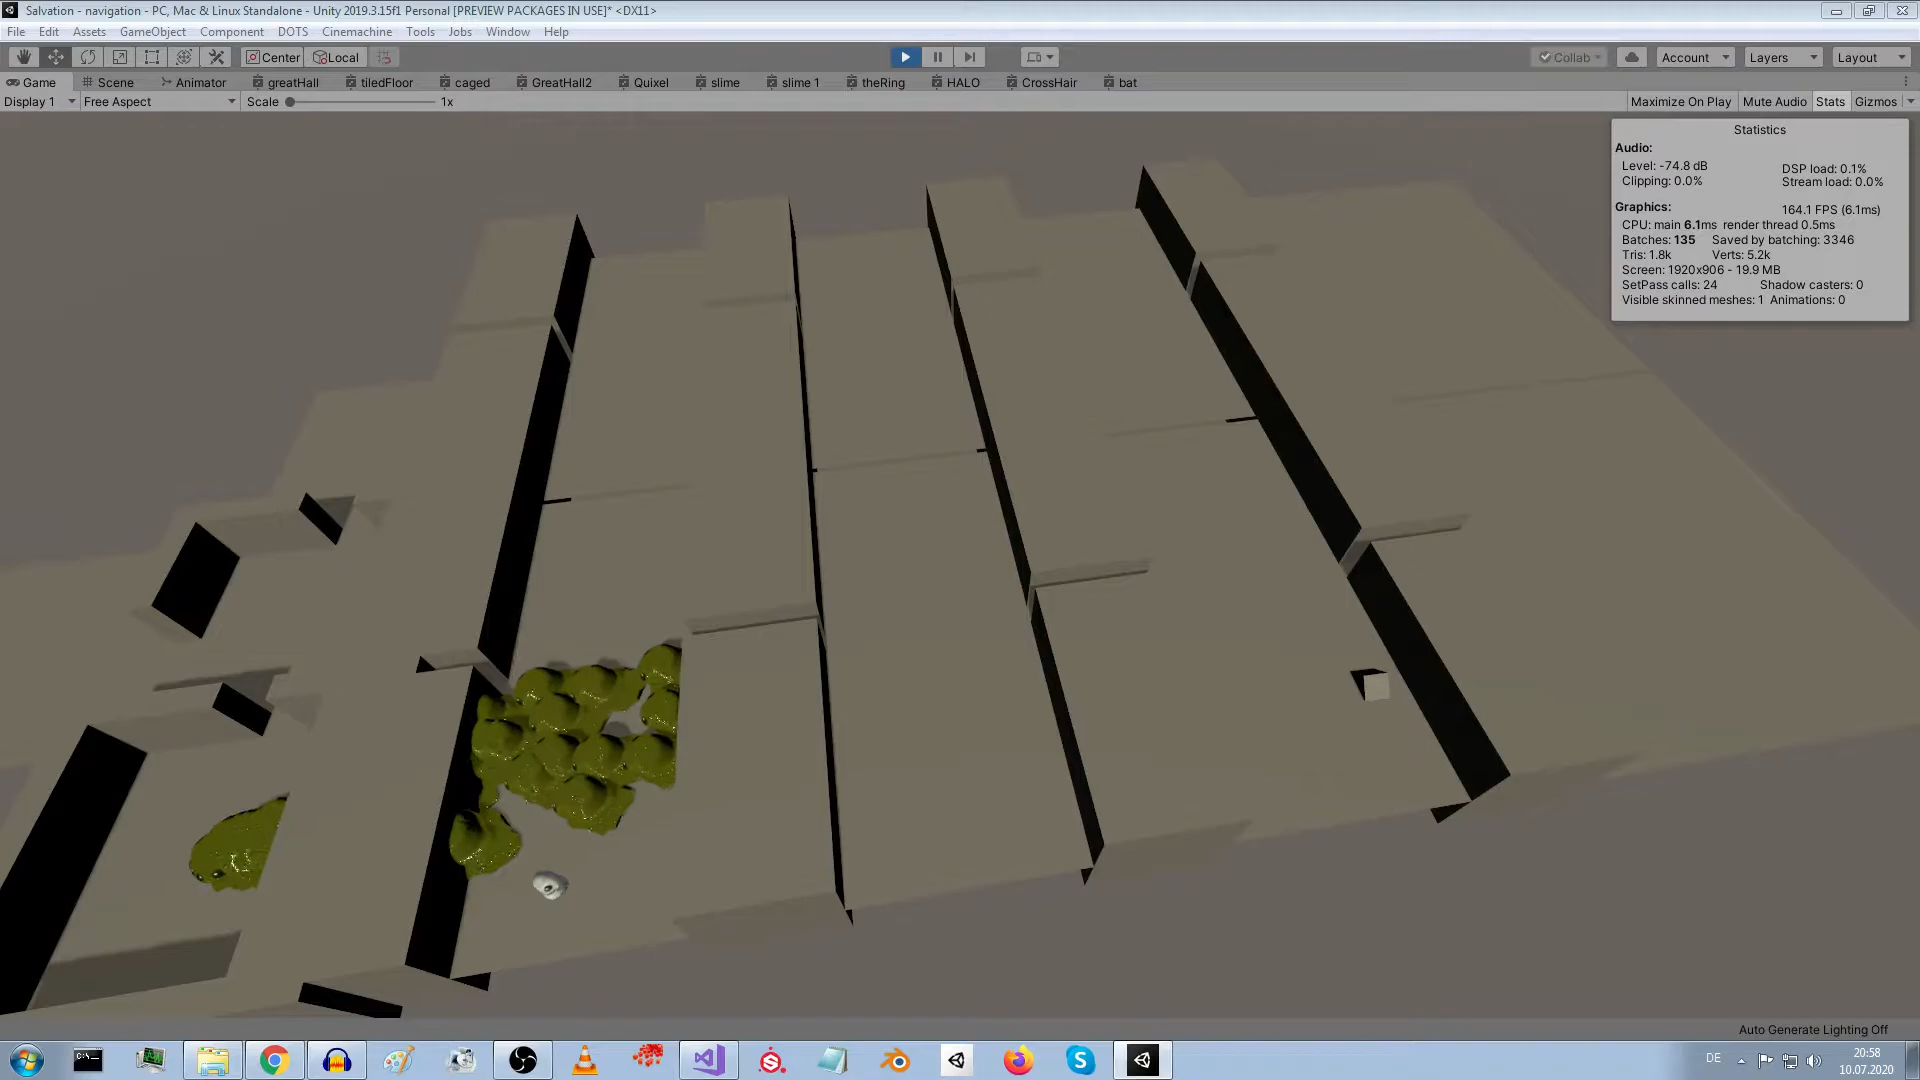 Salvation - navigation - PC, Mac & Linux Standalone - Unity 2019.3.15f1 Personal [PREVIEW PACKAGES IN USE]* <DX11>
File Edit Assets GameObject Component DOTS Cinemachine Tools Jobs Window Help
Center Local Collab Account Layers Layout
Game Scene Animator greatHall tiledFloor caged GreatHall2 Quixel slime slime 1 theRing HALO CrossHair bat
Display 1 Free Aspect Scale 1x Maximize On Play Mute Audio Stats Gizmos
Statistics
Audio:
Level: -74.8 dB DSP load: 0.1%
Clipping: 0.0% Stream load: 0.0%
Graphics: 164.1 FPS (6.1ms)
CPU: main 6.1ms render thread 0.5ms
Batches: 135 Saved by batching: 3346
Tris: 1.8k Verts: 5.2k
Screen: 1920x906 - 19.9 MB
SetPass calls: 24 Shadow casters: 0
Visible skinned meshes: 1 Animations: 0
Auto Generate Lighting Off
DE
20:58
10.07.2020